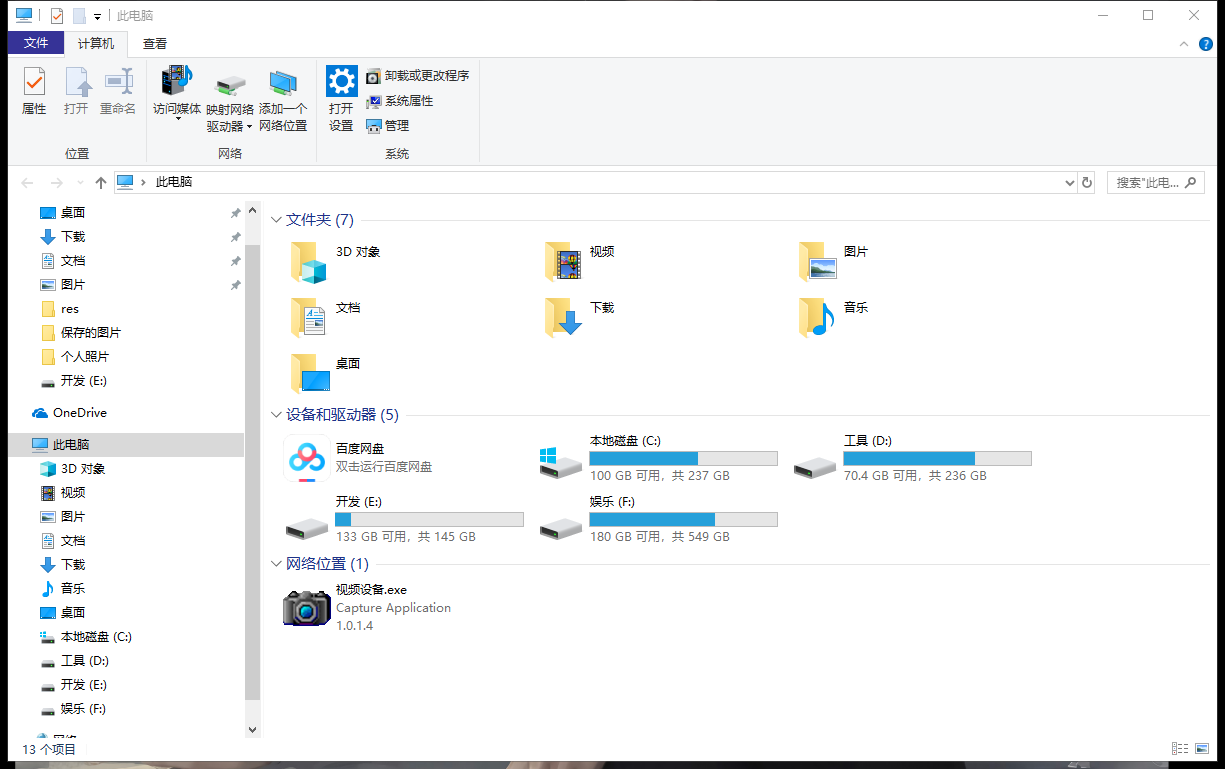 此电脑
文件 计算机 查看
属性 打开 重命名 访问媒体 映射网络驱动器 添加一个网络位置 打开设置 卸载或更改程序
系统属性
管理
位置 网络 系统
此电脑 搜索"此电...
桌面
下载
文档
图片
res
保存的图片
个人照片
开发 (E:)
OneDrive
此电脑
3D 对象
视频
图片
文档
下载
音乐
桌面
本地磁盘 (C:)
工具 (D:)
开发 (E:)
娱乐 (F:)
网络
文件夹 (7)
3D 对象
视频
图片
文档
下载
音乐
桌面
设备和驱动器 (5)
百度网盘
双击运行百度网盘
本地磁盘 (C:)
100 GB 可用，共 237 GB
工具 (D:)
70.4 GB 可用，共 236 GB
开发 (E:)
133 GB 可用，共 145 GB
娱乐 (F:)
180 GB 可用，共 549 GB
网络位置 (1)
视频设备.exe
Capture Application
1.0.1.4
13 个项目